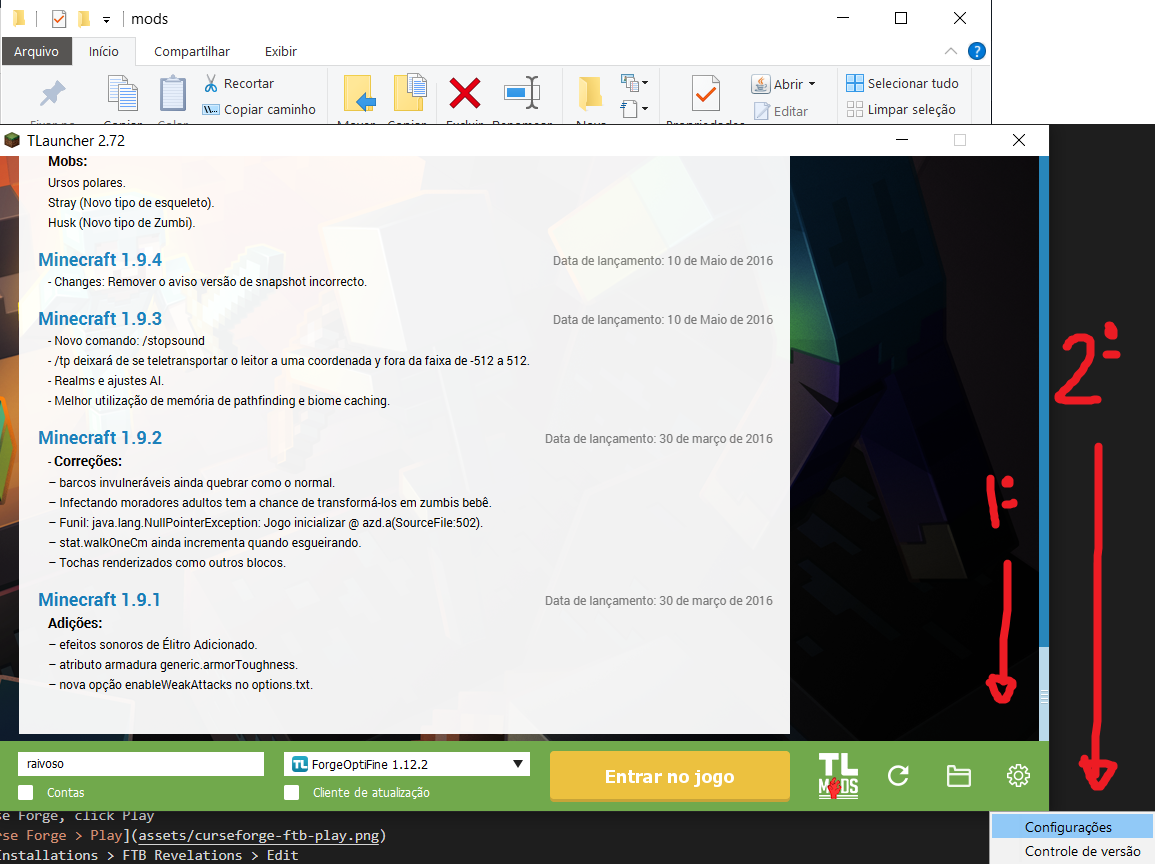 mods
Arquivo
Início
Compartilhar
Exibir
Recortar
Copiar caminho
Abrir
Editar
Selecionar tudo
Limpar seleção
TLauncher 2.72
Mobs:
Ursos polares.
Stray (Novo tipo de esqueleto).
Husk (Novo tipo de Zumbi).
Minecraft 1.9.4
Data de lançamento: 10 de Maio de 2016
- Changes: Remover o aviso versão de snapshot incorrecto.
Minecraft 1.9.3
Data de lançamento: 10 de Maio de 2016
- Novo comando: /stopsound
- /tp deixará de se teletransportar o leitor a uma coordenada y fora da faixa de -512 a 512.
- Realms e ajustes AI.
- Melhor utilização de memória de pathfinding e biome caching.
Minecraft 1.9.2
Data de lançamento: 30 de março de 2016
- Correções:
– barcos invulneráveis ainda quebrar como o normal.
– Infectando moradores adultos tem a chance de transformá-los em zumbis bebê.
– Funil: java.lang.NullPointerException: Jogo inicializar @ azd.a(SourceFile:502).
– stat.walkOneCm ainda incrementa quando esgueirando.
– Tochas renderizados como outros blocos.
Minecraft 1.9.1
Data de lançamento: 30 de março de 2016
Adições:
– efeitos sonoros de Élitro Adicionado.
– atributo armadura generic.armorToughness.
– nova opção enableWeakAttacks no options.txt.
2º
1º
raivoso
TL ForgeOptiFine 1.12.2
Entrar no jogo
TL MODS
Contas
Cliente de atualização
se Forge, click Play
rse Forge > Play](assets/curseforge-ftb-play.png)
Installations > FTB Revelations > Edit
Configurações
Controle de versão